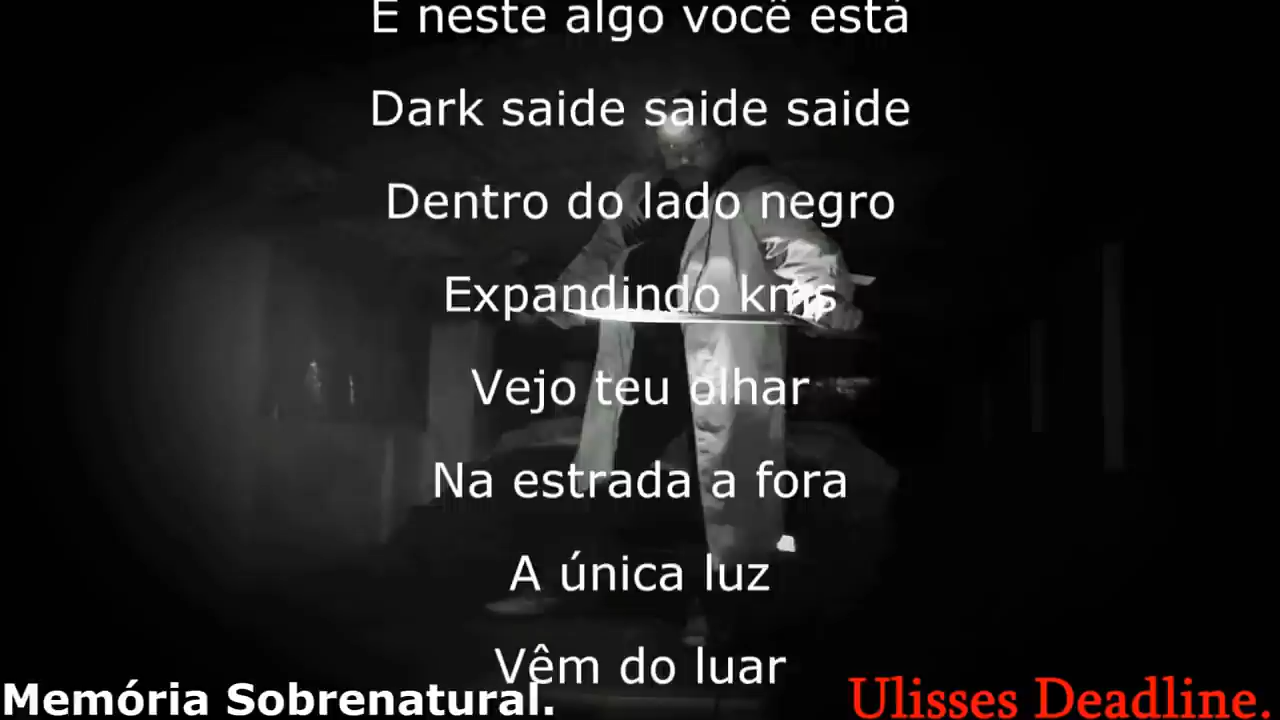 E neste algo você está
Dark saide saide saide
Dentro do lado negro
Expandindo kms
Vejo teu olhar
Na estrada a fora
A única luz
Vêm do luar
Memória Sobrenatural.
Ulisses Deadline.